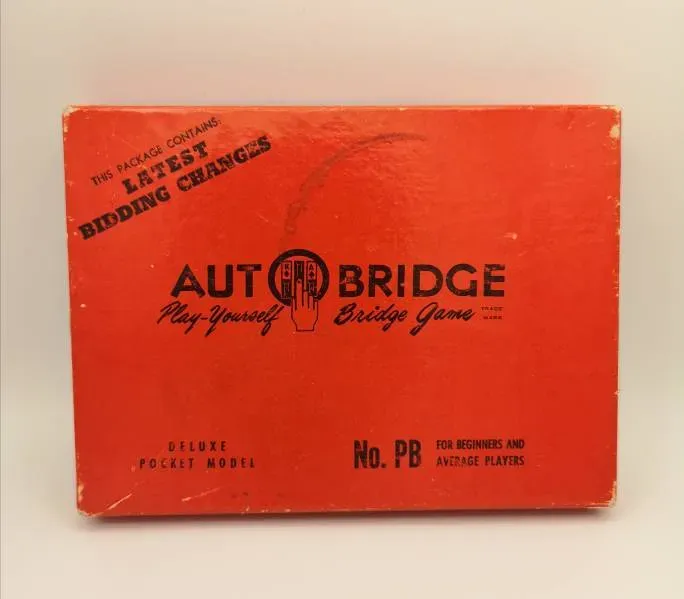 THIS PACKAGE CONTAINS:
LATEST
BIDDING CHANGES
AUTOBRIDGE
Play-Yourself Bridge Game TRADE MARK
DELUXE
POCKET MODEL
No. PB
FOR BEGINNERS AND
AVERAGE PLAYERS